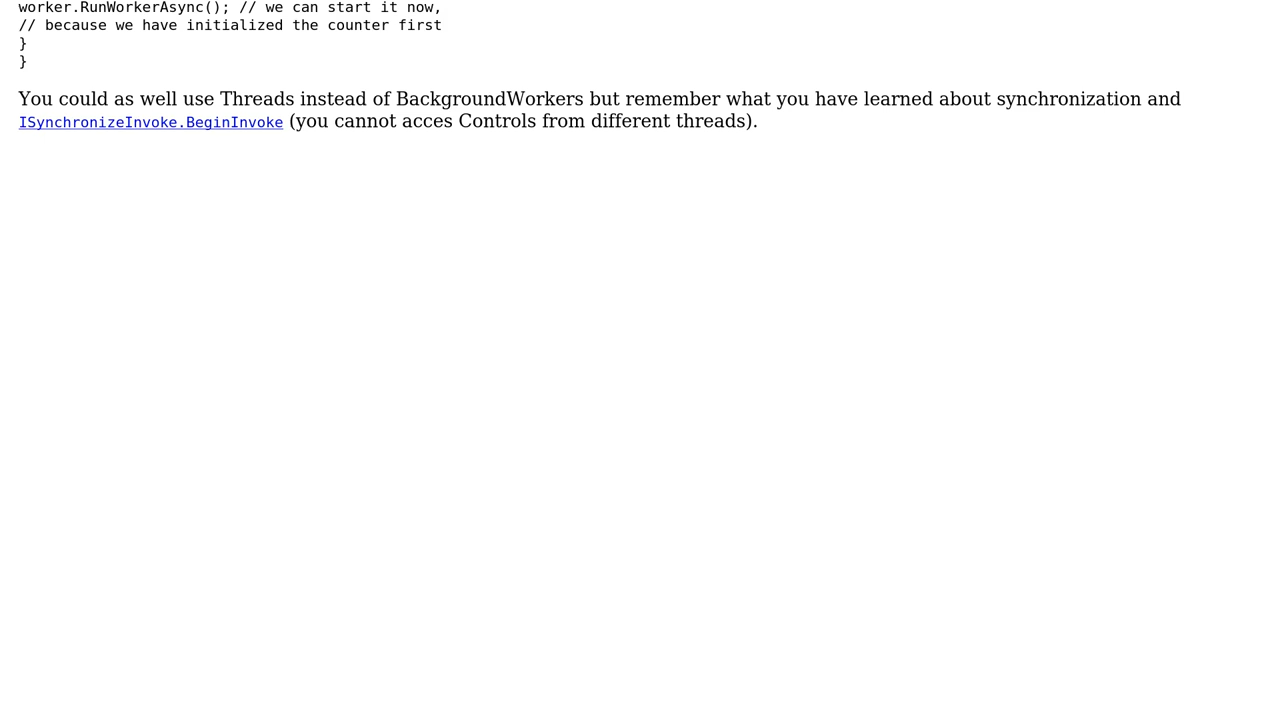 worker.RunWorkerAsync(); // we can start it now,
// because we have initialized the counter first
}
}
You could as well use Threads instead of BackgroundWorkers but remember what you have learned about synchronization and
ISynchronizeInvoke.BeginInvoke (you cannot acces Controls from different threads).